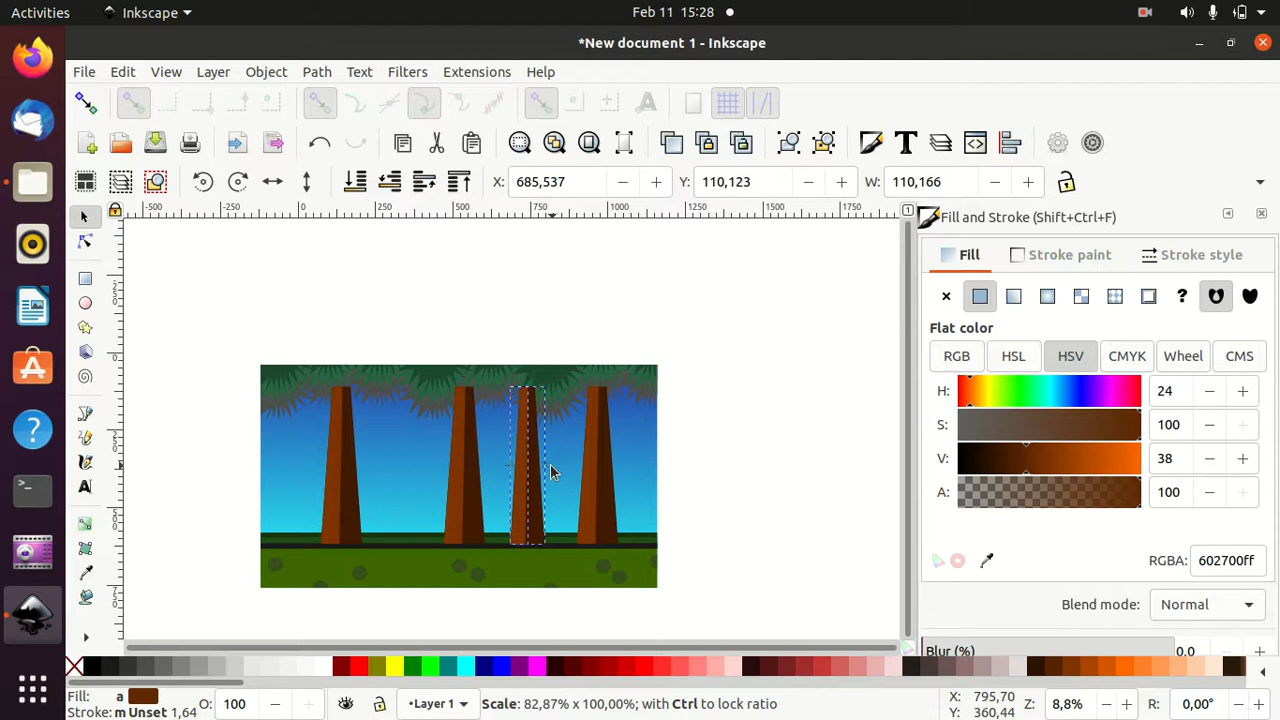 Activities
Inkscape
Feb 11 15:28
*New document 1 - Inkscape
File Edit View Layer Object Path Text Filters Extensions Help
X: 685,537 Y: 110,123 W: 110,166
-500 -250 0 250 500 750 1000 1250 1500 1750
Fill and Stroke (Shift+Ctrl+F)
Fill Stroke paint Stroke style
Flat color
RGB HSL HSV CMYK Wheel CMS
H: 24
S: 100
V: 38
A: 100
RGBA: 602700ff
Blend mode: Normal
Blur (%) 0,0
Fill: a
Stroke: m Unset 1,64
O: 100
•Layer 1
Scale: 82,87% x 100,00%; with Ctrl to lock ratio
X: 795,70
Y: 360,44
Z: 8,8%
R: 0,00°